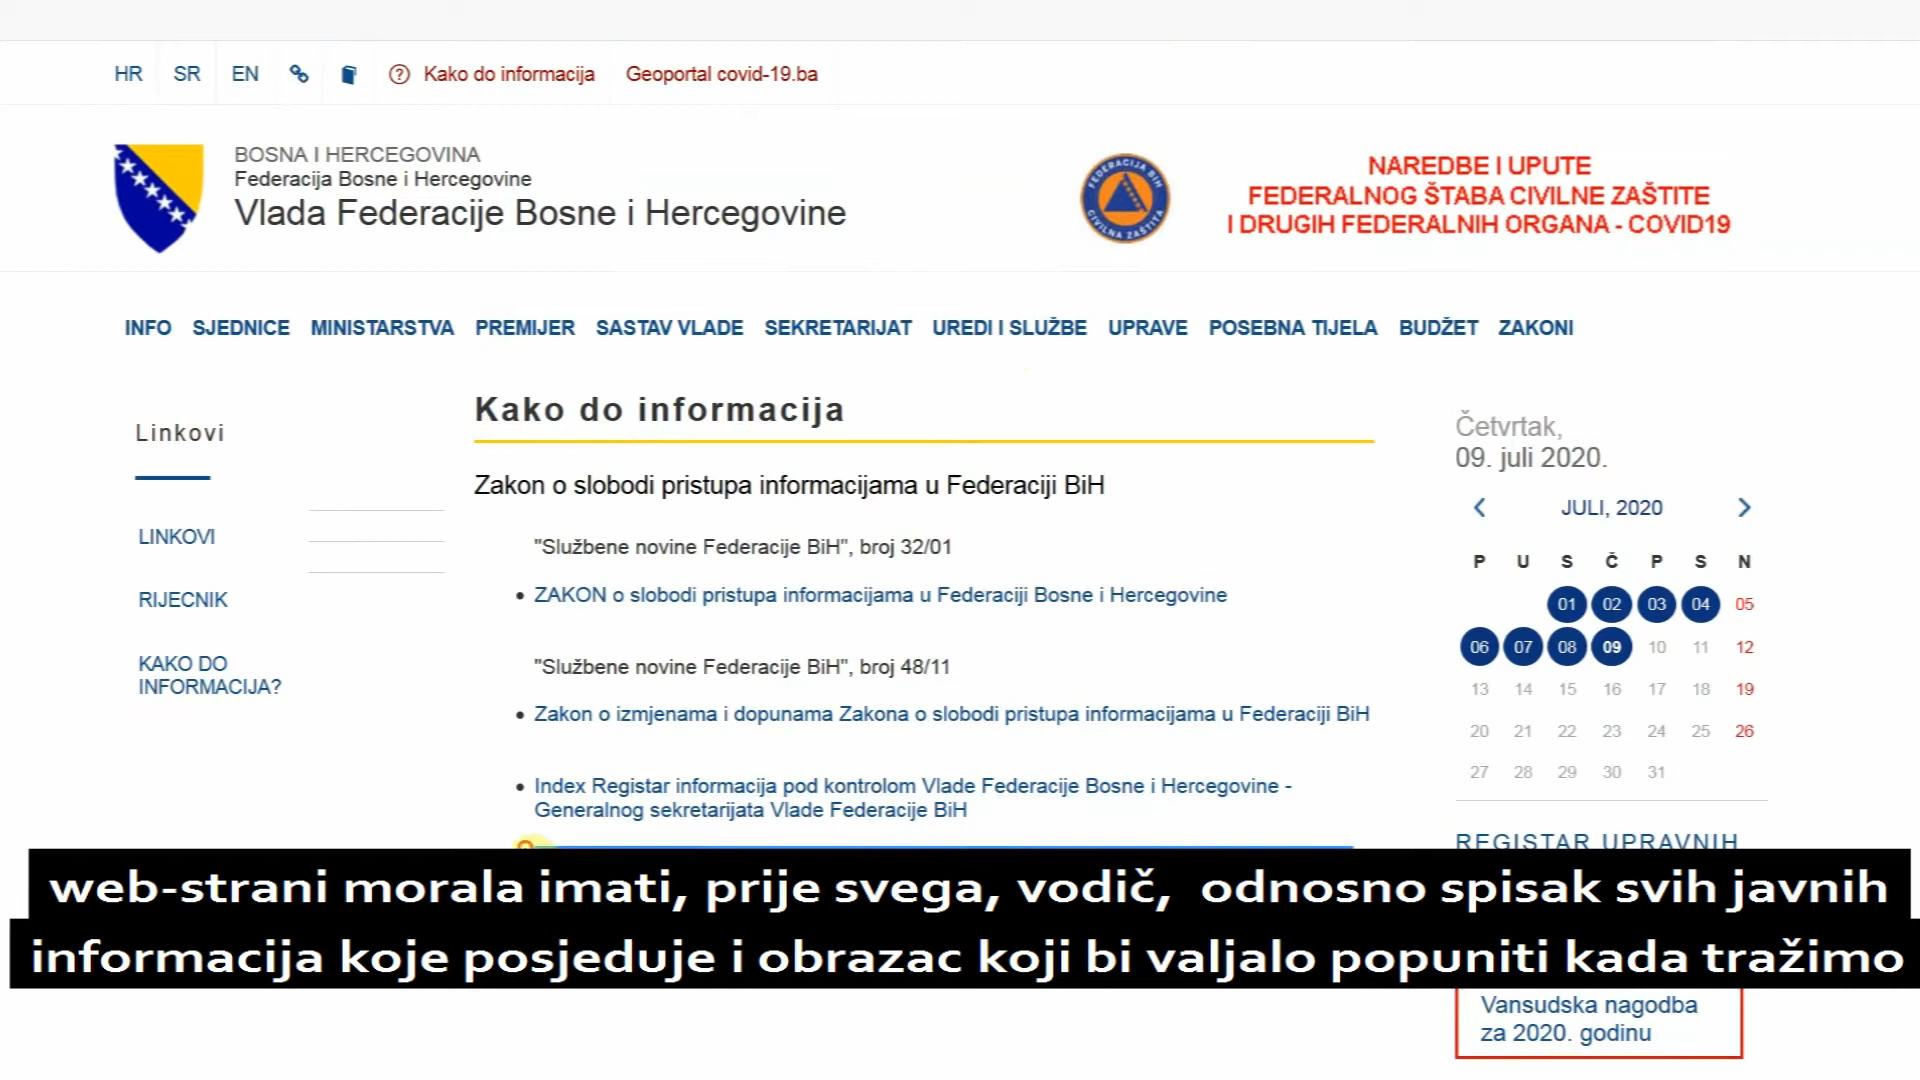 HR SR EN Kako do informacija Geoportal covid-19.ba
BOSNA I HERCEGOVINA
Federacija Bosne i Hercegovine
Vlada Federacije Bosne i Hercegovine
FEDERACIJA BIH
CIVILNA ZAŠTITA
NAREDBE I UPUTE
FEDERALNOG ŠTABA CIVILNE ZAŠTITE
I DRUGIH FEDERALNIH ORGANA - COVID19
INFO SJEDNICE MINISTARSTVA PREMIJER SASTAV VLADE SEKRETARIJAT UREDI I SLUŽBE UPRAVE POSEBNA TIJELA BUDŽET ZAKONI
Linkovi
LINKOVI
RIJECNIK
KAKO DO
INFORMACIJA?
Kako do informacija
Zakon o slobodi pristupa informacijama u Federaciji BiH
"Službene novine Federacije BiH", broj 32/01
• ZAKON o slobodi pristupa informacijama u Federaciji Bosne i Hercegovine
"Službene novine Federacije BiH", broj 48/11
• Zakon o izmjenama i dopunama Zakona o slobodi pristupa informacijama u Federaciji BiH
• Index Registar informacija pod kontrolom Vlade Federacije Bosne i Hercegovine -
Generalnog sekretarijata Vlade Federacije BiH
Četvrtak,
09. juli 2020.
JULI, 2020
P U S Č P S N
01 02 03 04 05
06 07 08 09 10 11 12
13 14 15 16 17 18 19
20 21 22 23 24 25 26
27 28 29 30 31
REGISTAR UPRAVNIH
web-strani morala imati, prije svega, vodič, odnosno spisak svih javnih
informacija koje posjeduje i obrazac koji bi valjalo popuniti kada tražimo
Vansudska nagodba
za 2020. godinu